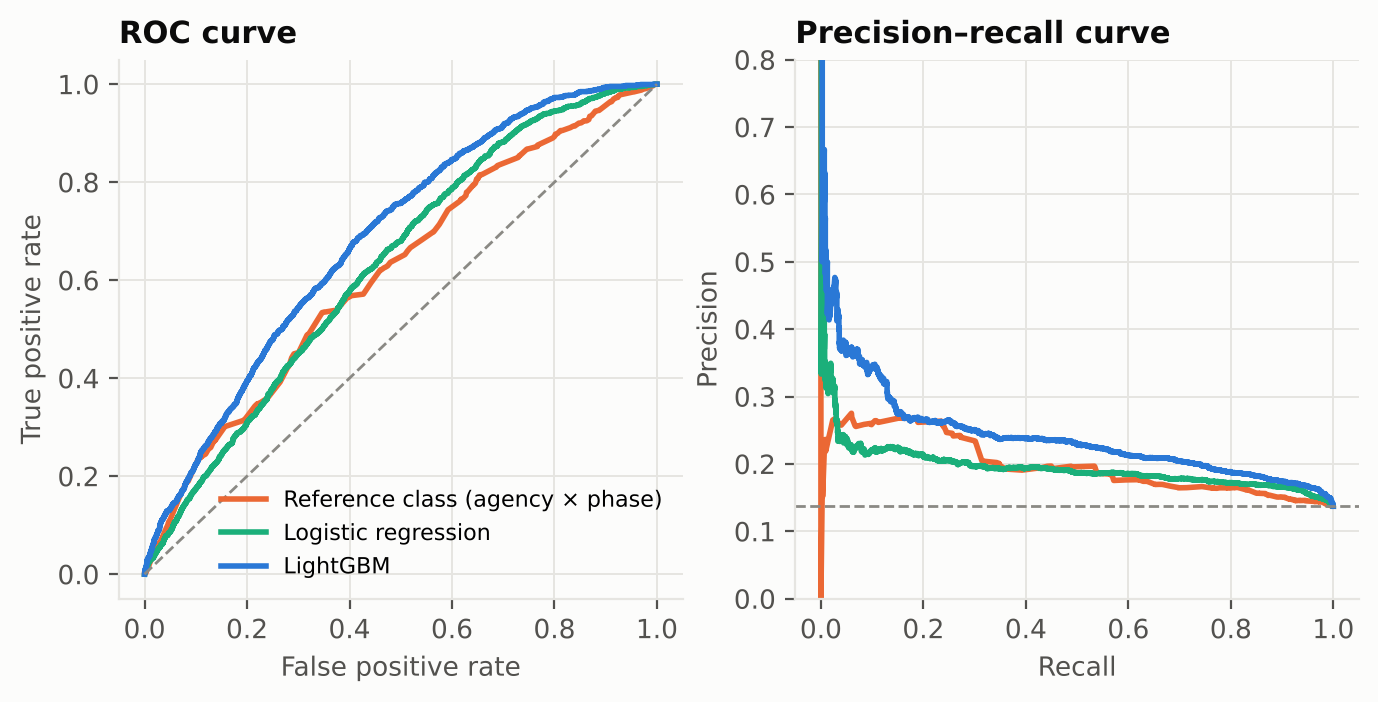 ROC curve
True positive rate
1.0
0.8
0.6
0.4
0.2
0.0
Reference class (agency × phase)
Logistic regression
LightGBM
0.0 0.2 0.4 0.6 0.8 1.0
False positive rate
Precision–recall curve
Precision
0.8
0.7
0.6
0.5
0.4
0.3
0.2
0.1
0.0
0.0 0.2 0.4 0.6 0.8 1.0
Recall